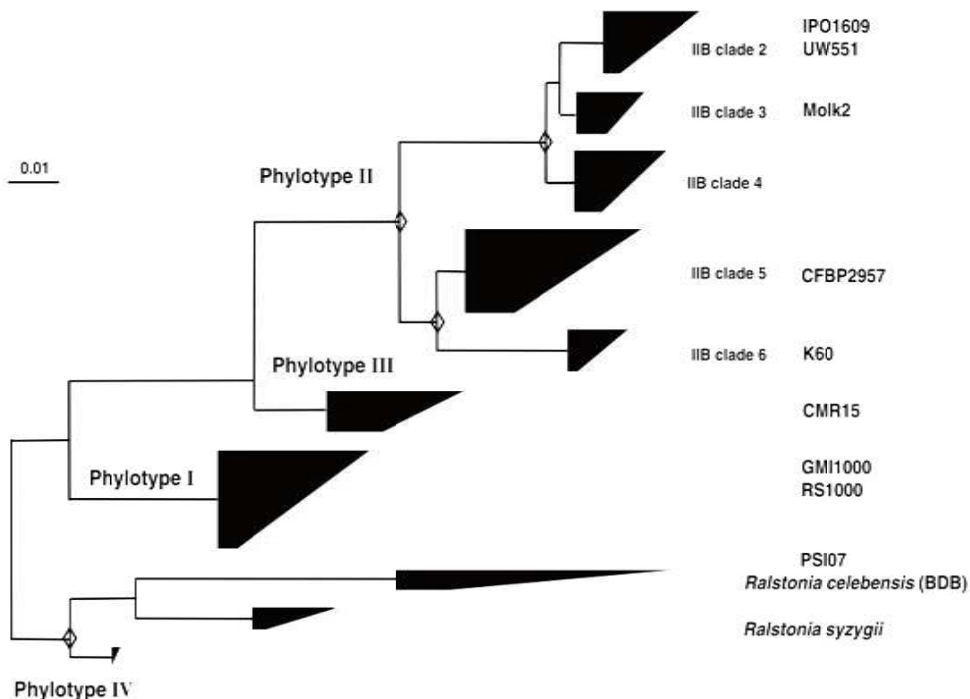 IPO1609
IIB clade 2 UW551
IIB clade 3 Molk2
0.01
Phylotype II
IIB clade 4
IIB clade 5 CFBP2957
Phylotype III
IIB clade 6 K60
CMR15
GMI1000
Phylotype I
RS1000
PSI07
Ralstonia celebensis (BDB)
Ralstonia syzygii
Phylotype IV